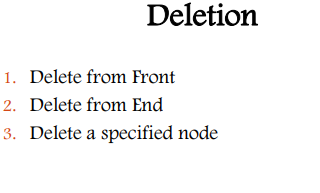 Deletion
1. Delete from Front
2. Delete from End
3. Delete a specified node